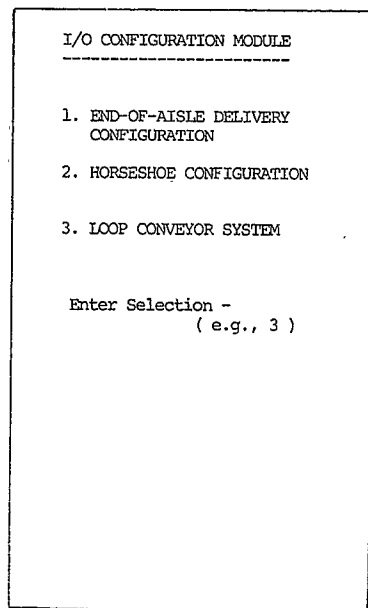 I/O CONFIGURATION MODULE
------------------------
1. END-OF-AISLE DELIVERY
CONFIGURATION
2. HORSESHOE CONFIGURATION
3. LOOP CONVEYOR SYSTEM
Enter Selection -
( e.g., 3 )